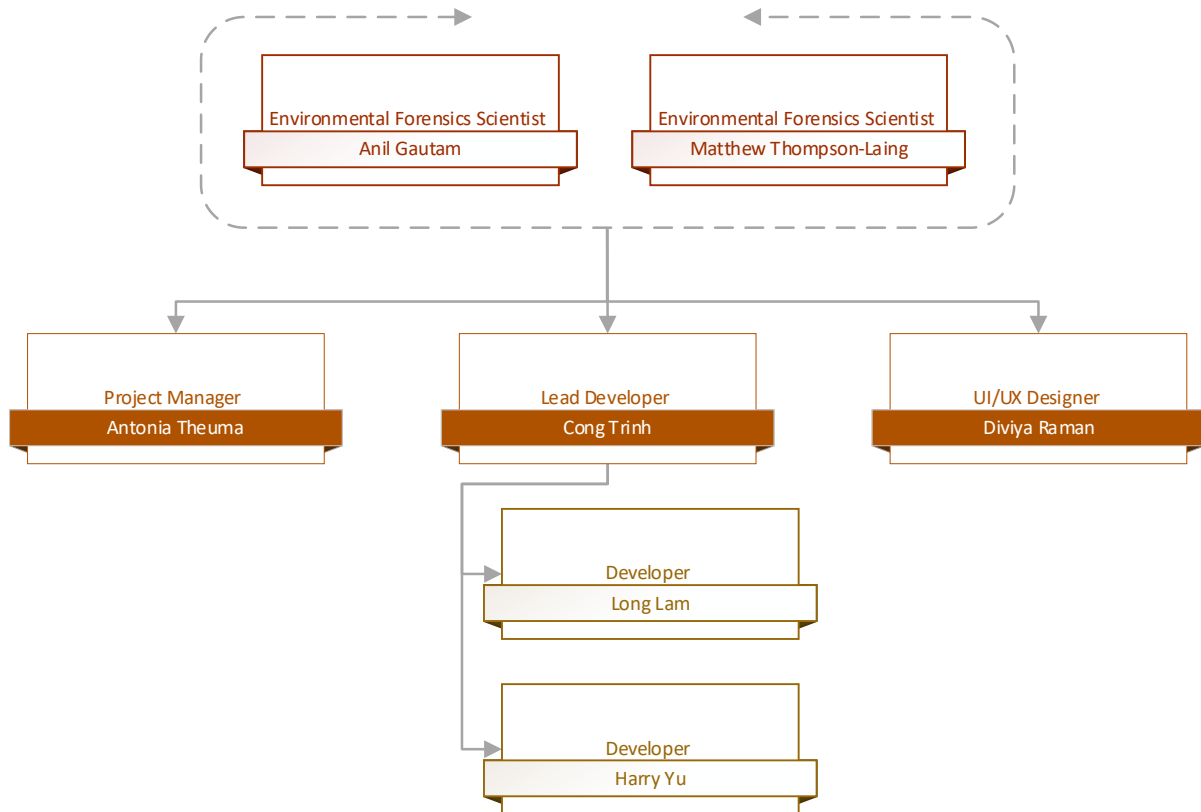 Environmental Forensics Scientist
Anil Gautam
Environmental Forensics Scientist
Matthew Thompson-Laing
Project Manager
Antonia Theuma
Lead Developer
Cong Trinh
UI/UX Designer
Diviya Raman
Developer
Long Lam
Developer
Harry Yu